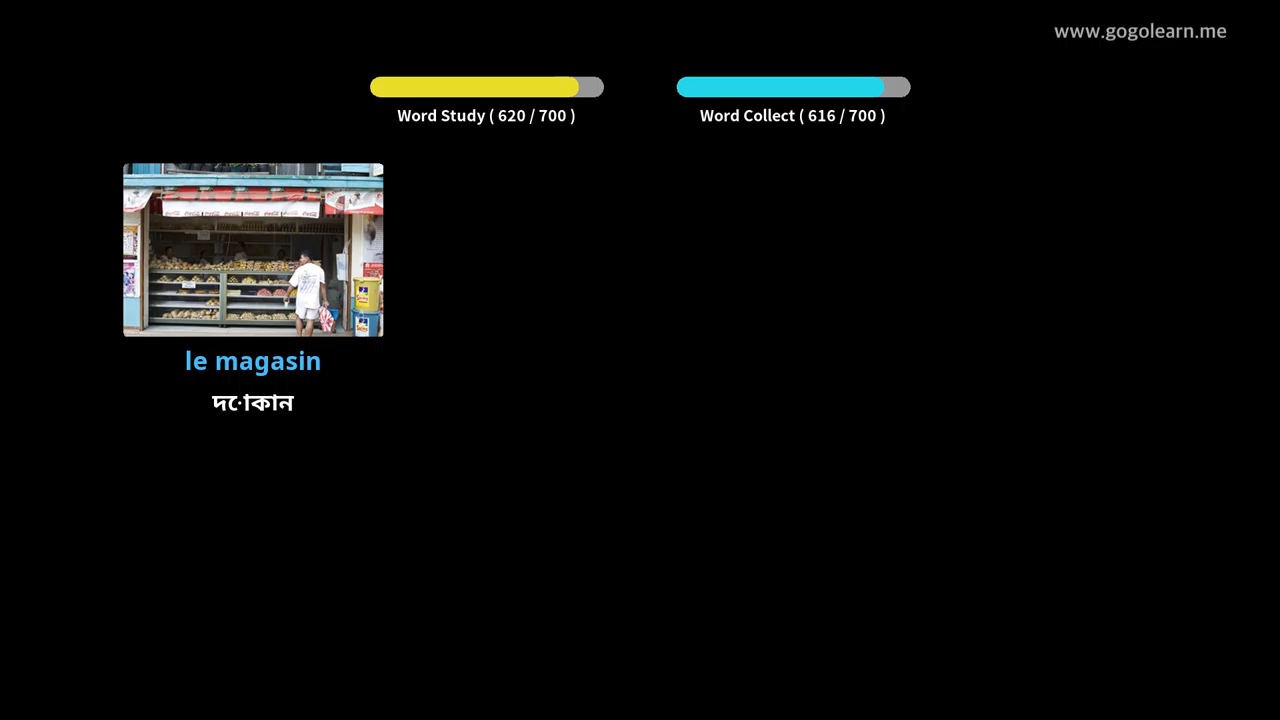 www.gogolearn.me
Word Study ( 620 / 700 )
Word Collect ( 616 / 700 )
le magasin
দোকান